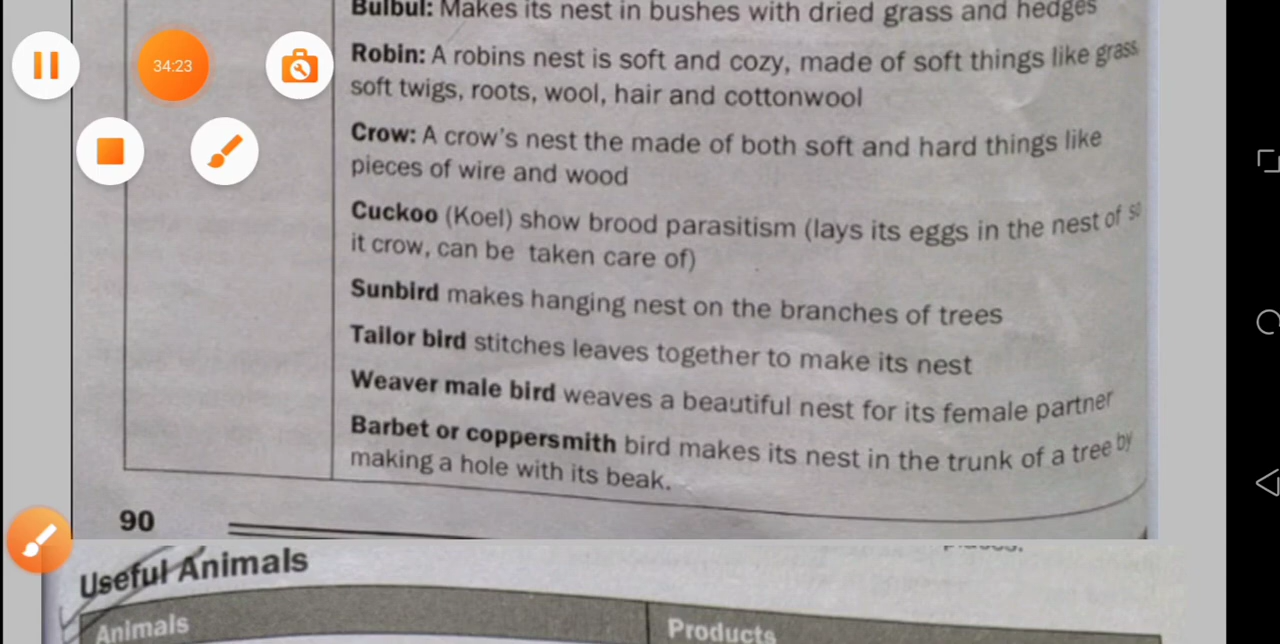 Bulbul: Makes its nest in bushes with dried grass and hedges
34:23
Robin: A robins nest is soft and cozy, made of soft things like grass
soft twigs, roots, wool, hair and cottonwool
Crow: A crow's nest the made of both soft and hard things like
pieces of wire and wood
Cuckoo (Koel) show brood parasitism (lays its eggs in the nest of
it crow, can be taken care of)
Sunbird makes hanging nest on the branches of trees
Tailor bird stitches leaves together to make its nest
Weaver male bird weaves a beautiful nest for its female partner
Barbet or coppersmith bird makes its nest in the trunk of a tree by
making a hole with its beak.
90
Useful Animals
Animals Products